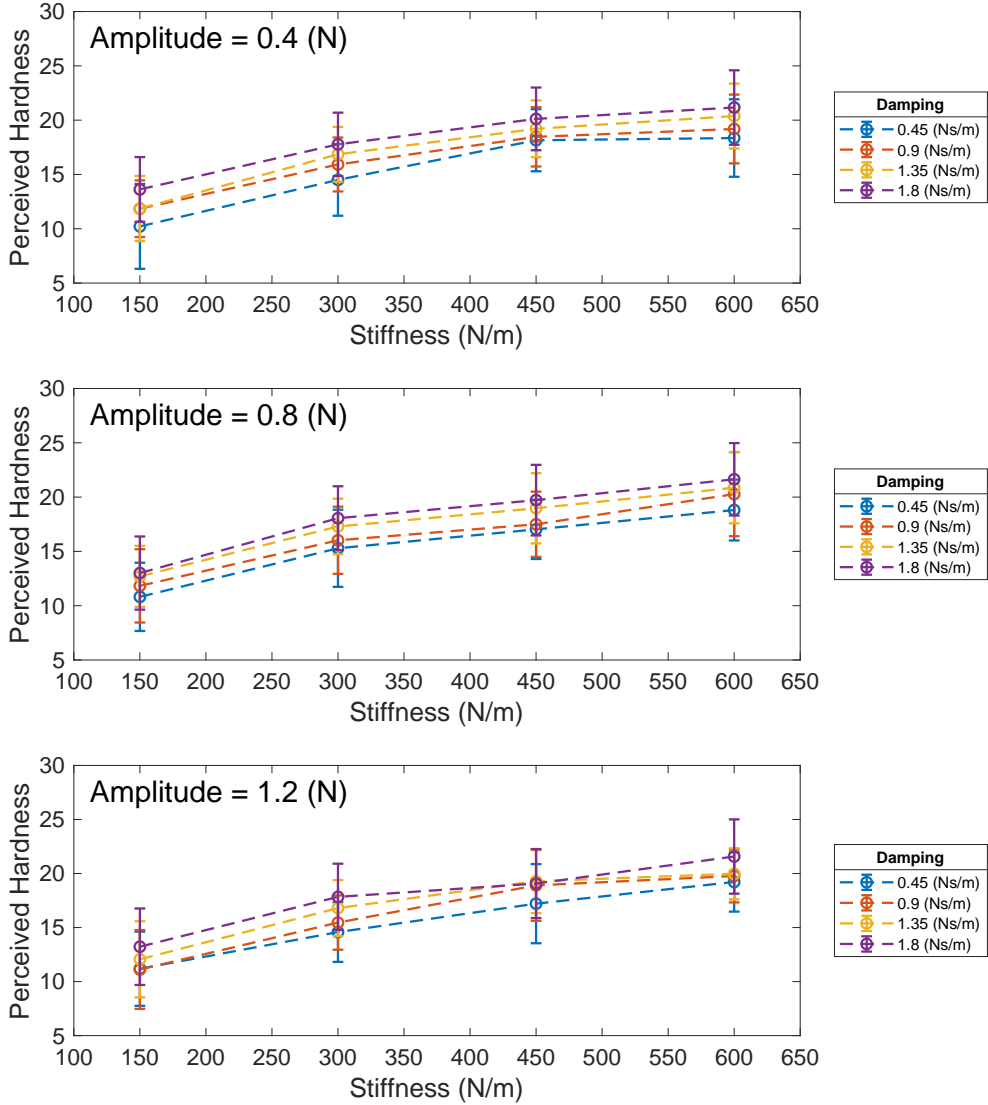 30
25
20
15
10
5
Perceived Hardness
Amplitude = 0.4 (N)
100 150 200 250 300 350 400 450 500 550 600 650
Stiffness (N/m)
Damping
0.45 (Ns/m)
0.9 (Ns/m)
1.35 (Ns/m)
1.8 (Ns/m)
30
25
20
15
10
5
Perceived Hardness
Amplitude = 0.8 (N)
100 150 200 250 300 350 400 450 500 550 600 650
Stiffness (N/m)
Damping
0.45 (Ns/m)
0.9 (Ns/m)
1.35 (Ns/m)
1.8 (Ns/m)
30
25
20
15
10
5
Perceived Hardness
Amplitude = 1.2 (N)
100 150 200 250 300 350 400 450 500 550 600 650
Stiffness (N/m)
Damping
0.45 (Ns/m)
0.9 (Ns/m)
1.35 (Ns/m)
1.8 (Ns/m)